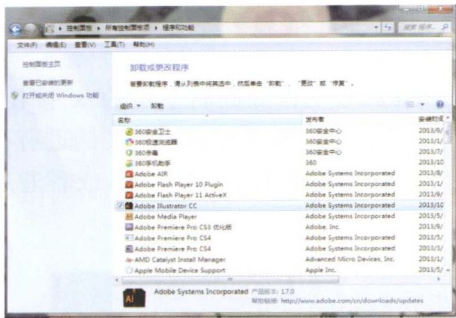 控制面板 ▸ 所有控制面板项 ▸ 程序和功能
搜索 程序...
文件(F) 编辑(E) 查看(V) 工具(T) 帮助(H)
控制面板主页
查看已安装的更新
打开或关闭 Windows 功能
卸载或更改程序
若要卸载程序，请从列表中将其选中，然后单击“卸载”、“更改”或“修复”。
组织 卸载
名称 发布者 安装时间
360安全卫士 360安全中心 2013/9/
360极速浏览器 360安全中心 2013/1/
360杀毒 360安全中心 2013/7/
360手机助手 360 2013/10
Adobe AIR Adobe Systems Incorporated 2013/8/
Adobe Flash Player 10 Plugin Adobe Systems Incorporated 2013/1/
Adobe Flash Player 11 ActiveX Adobe Systems Incorporated 2013/9/
Adobe Illustrator CC Adobe Systems Incorporated 2013/10
Adobe Media Player Adobe Systems Incorporated 2013/5/
Adobe Premiere Pro CS3 优化版 Adobe, Inc. 2013/9/
Adobe Premiere Pro CS4 Adobe Systems Incorporated 2013/5/
Adobe Premiere Pro CS4 Adobe Systems Incorporated 2013/5/
AMD Catalyst Install Manager Advanced Micro Devices, Inc. 2013/1/
Apple Mobile Device Support Apple Inc. 2013/5/
Ai
Adobe Systems Incorporated 产品版本: 17.0
帮助链接: http://www.adobe.com/cn/downloads/updates